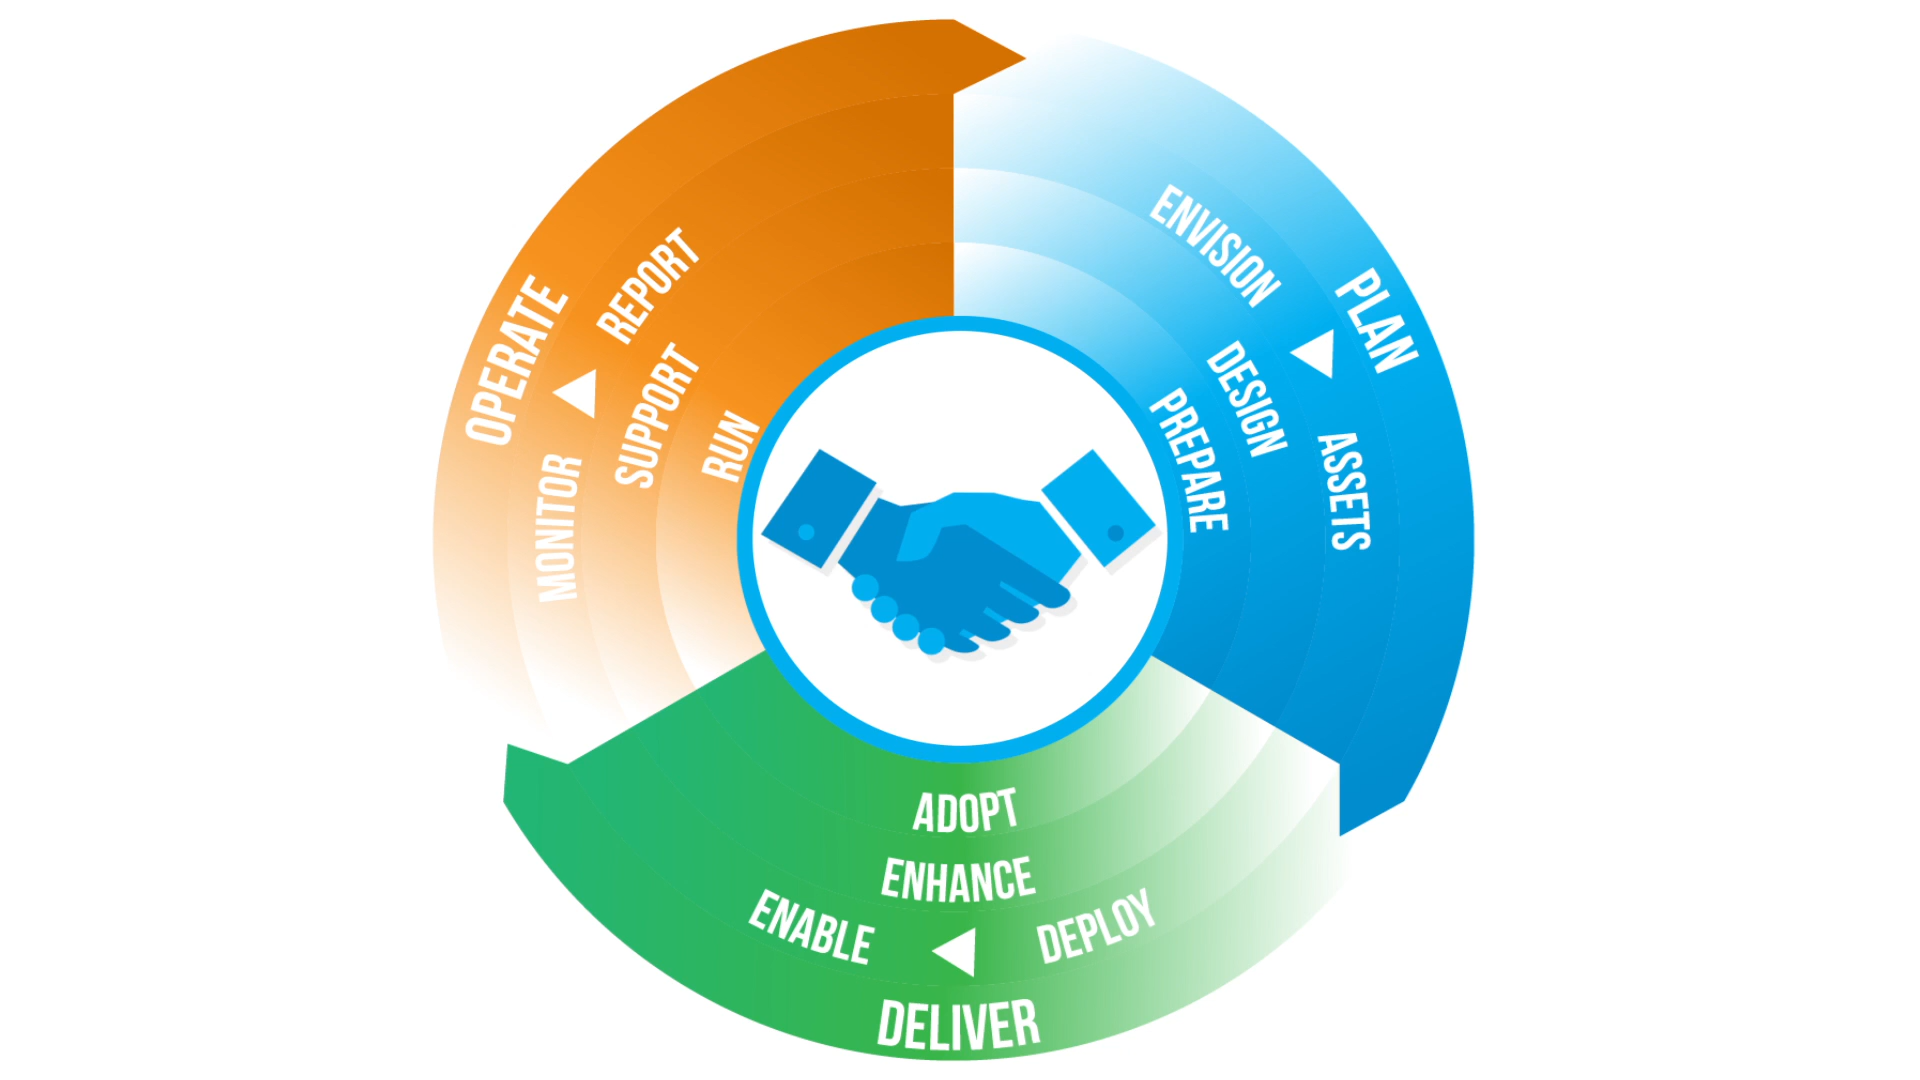 PLAN
ENVISION
ASSETS
DESIGN
PREPARE
ADOPT
ENHANCE
DEPLOY
ENABLE
DELIVER
OPERATE
MONITOR
REPORT
SUPPORT
RUN